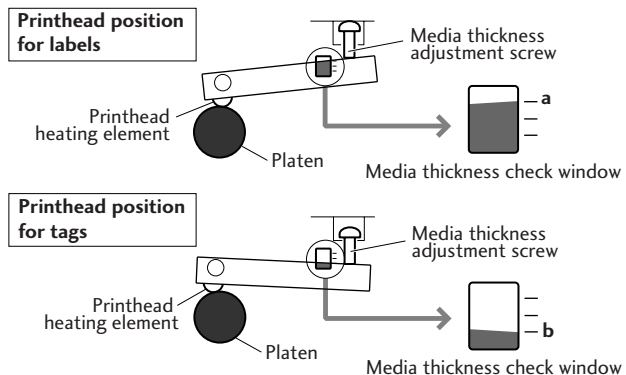 Printhead position
for labels
Media thickness
adjustment screw
Printhead
heating element
Platen
a
Media thickness check window
Printhead position
for tags
Media thickness
adjustment screw
Printhead
heating element
Platen
b
Media thickness check window